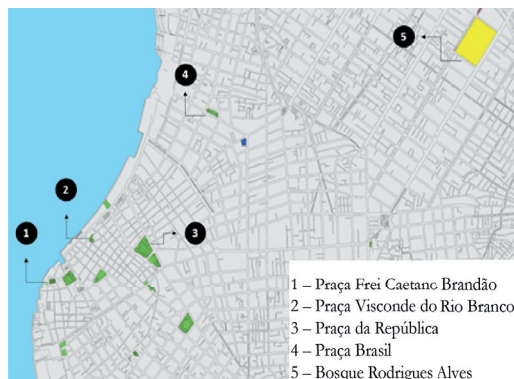 5
4
2
1
3
1 – Praça Frei Caetano Brandão
2 – Praça Visconde do Rio Branco
3 – Praça da República
4 – Praça Brasil
5 – Bosque Rodrigues Alves